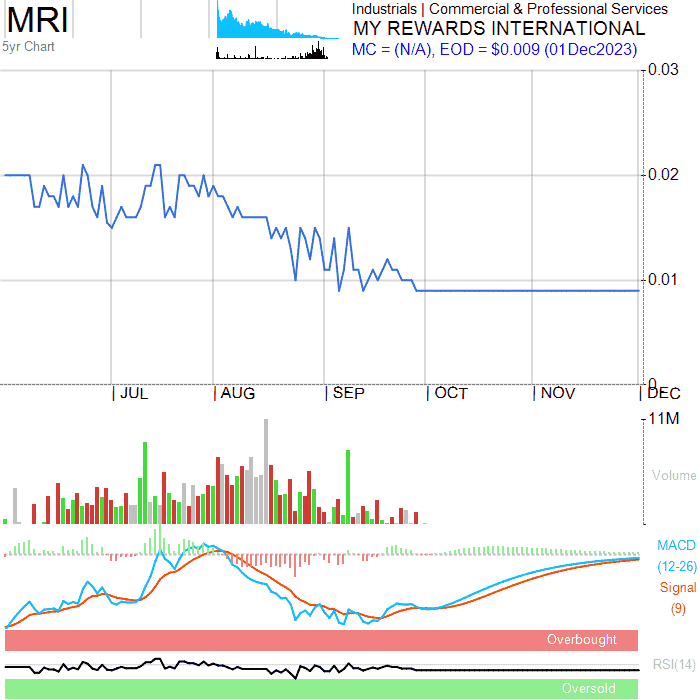 MRI
5yr Chart
Industrials | Commercial & Professional Services
MY REWARDS INTERNATIONAL
MC = (N/A), EOD = $0.009 (01Dec2023)
0.03
0.02
0.01
0
JUL AUG SEP OCT NOV DEC
11M
Volume
MACD
(12-26)
Signal
(9)
Overbought
RSI(14)
Oversold